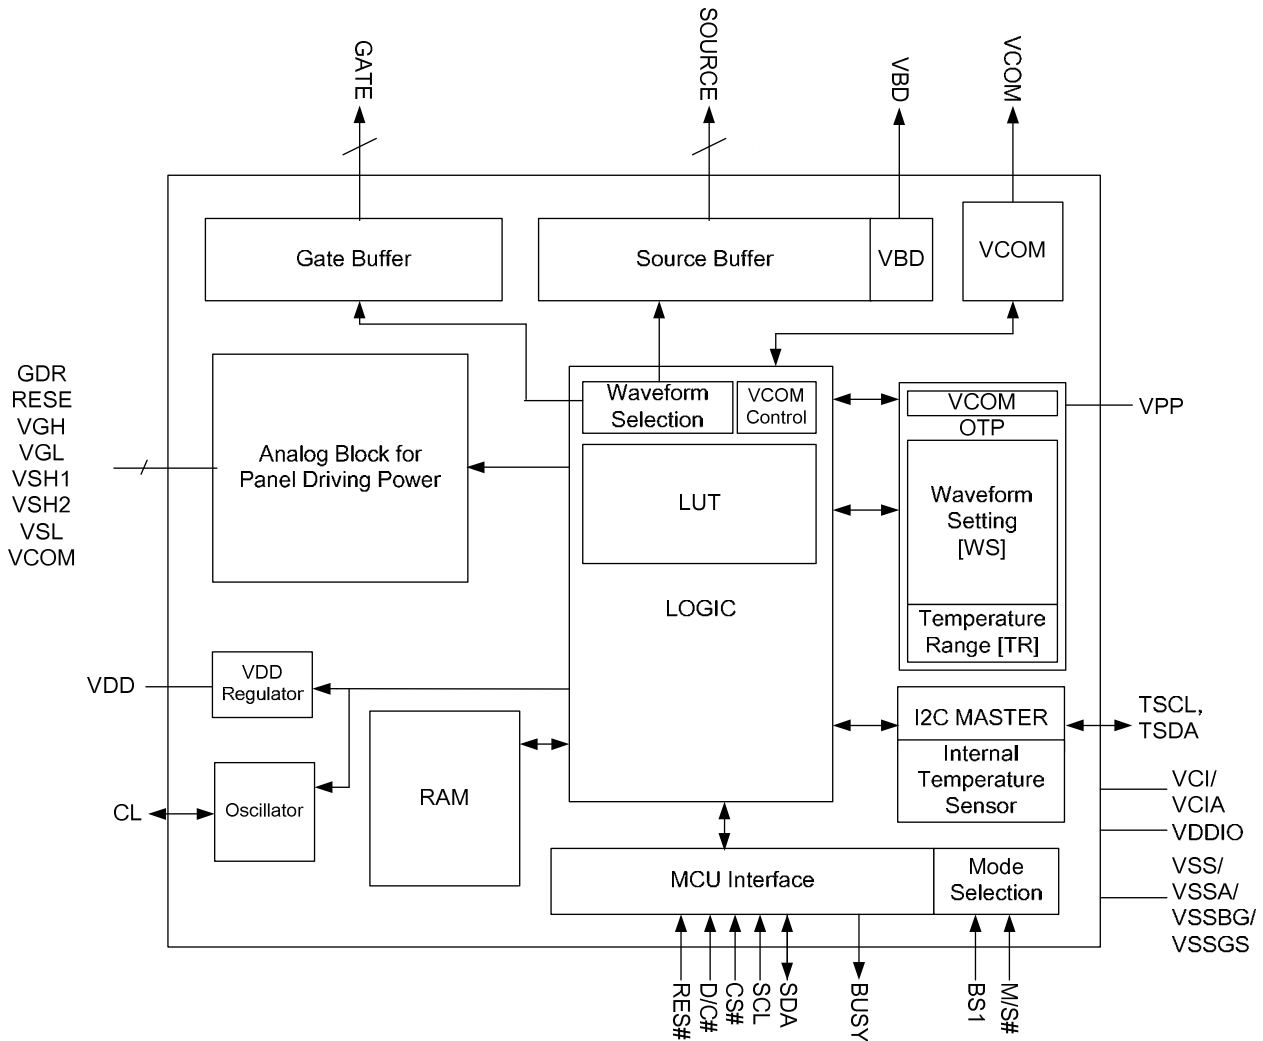 GATE
SOURCE
VBD
VCOM
Gate Buffer
Source Buffer
VBD
VCOM
GDR
RESE
VGH
VGL
VSH1
VSH2
VSL
VCOM
Analog Block for
Panel Driving Power
Waveform
Selection
VCOM
Control
LUT
LOGIC
VCOM
OTP
Waveform
Setting
[WS]
Temperature
Range [TR]
VPP
VDD
VDD
Regulator
CL
Oscillator
RAM
I2C MASTER
Internal
Temperature
Sensor
TSCL,
TSDA
VCI/
VCIA
VDDIO
VSS/
VSSA/
VSSBG/
VSSGS
MCU Interface
Mode
Selection
RES#
D/C#
CS#
SCL
SDA
BUSY
BS1
M/S#